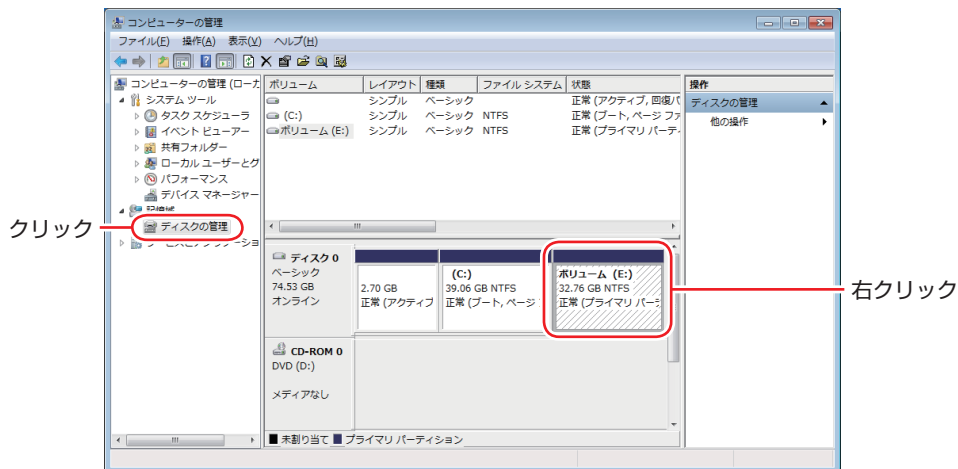 コンピューターの管理
ファイル(F) 操作(A) 表示(V) ヘルプ(H)
コンピューターの管理 (ローカ
システム ツール
タスク スケジューラ
イベント ビューアー
共有フォルダー
ローカル ユーザーとグ
パフォーマンス
デバイス マネージャー
記憶域
ディスクの管理
クリック
ボリューム レイアウト 種類 ファイル システム 状態
シンプル ベーシック 正常 (アクティブ, 回復パ
(C:) シンプル ベーシック NTFS 正常 (ブート, ページ ファ
ボリューム (E:) シンプル ベーシック NTFS 正常 (プライマリ パーテ
操作
ディスクの管理
他の操作
ディスク 0
ベーシック
74.53 GB
オンライン
2.70 GB
正常 (アクティブ
(C:)
39.06 GB NTFS
正常 (ブート, ページ
ボリューム (E:)
32.76 GB NTFS
正常 (プライマリ パーテ
右クリック
CD-ROM 0
DVD (D:)
メディアなし
未割り当て プライマリ パーティション